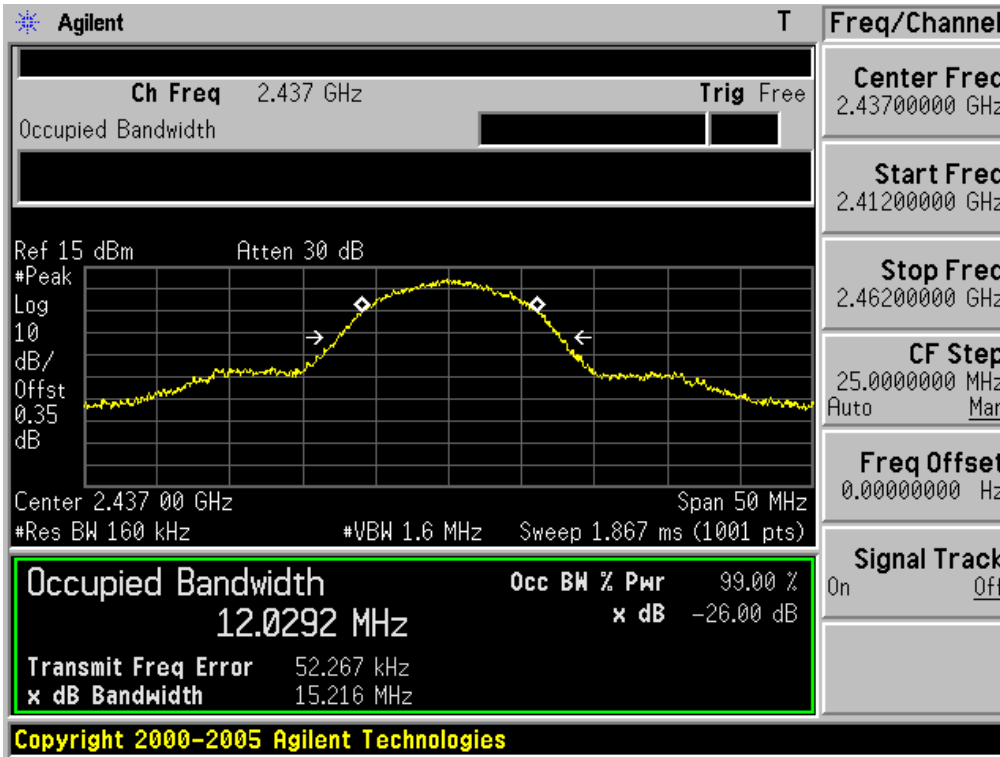 Agilent T
Ch Freq 2.437 GHz Trig Free
Occupied Bandwidth
Ref 15 dBm Atten 30 dB
#Peak
Log
10
dB/
Offst
0.35
dB
Center 2.437 00 GHz Span 50 MHz
#Res BW 160 kHz #VBW 1.6 MHz Sweep 1.867 ms (1001 pts)
Occupied Bandwidth
12.0292 MHz
Occ BW % Pwr 99.00 %
x dB -26.00 dB
Transmit Freq Error 52.267 kHz
x dB Bandwidth 15.216 MHz
Copyright 2000-2005 Agilent Technologies
Freq/Channel
Center Freq
2.43700000 GHz
Start Freq
2.41200000 GHz
Stop Freq
2.46200000 GHz
CF Step
25.0000000 MHz
Auto Man
Freq Offset
0.00000000 Hz
Signal Track
On Off